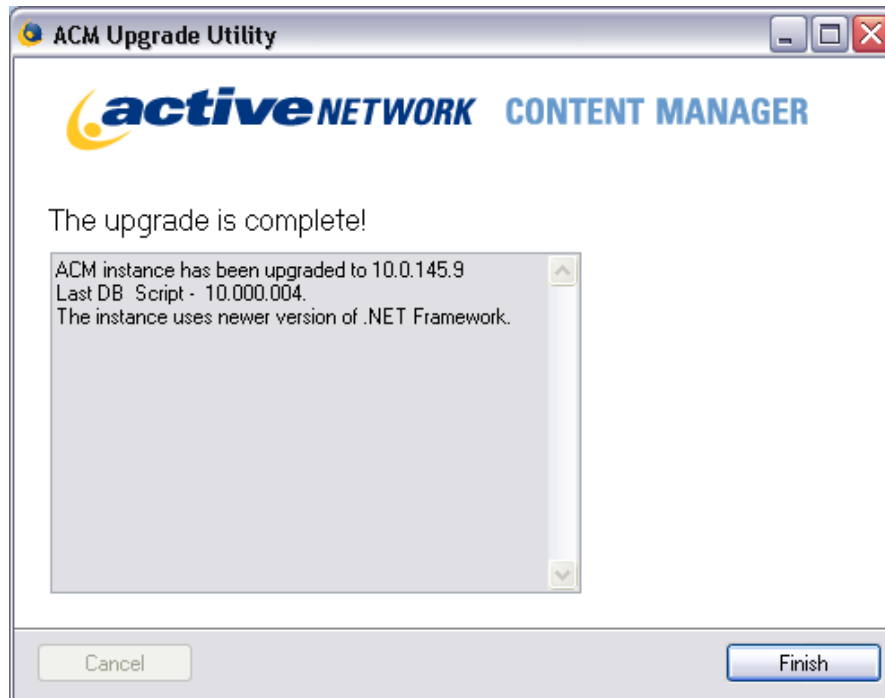 ACM Upgrade Utility
active NETWORK CONTENT MANAGER
The upgrade is complete!
ACM instance has been upgraded to 10.0.145.9
Last DB  Script -  10.000.004.
The instance uses newer version of .NET Framework.
Cancel
Finish